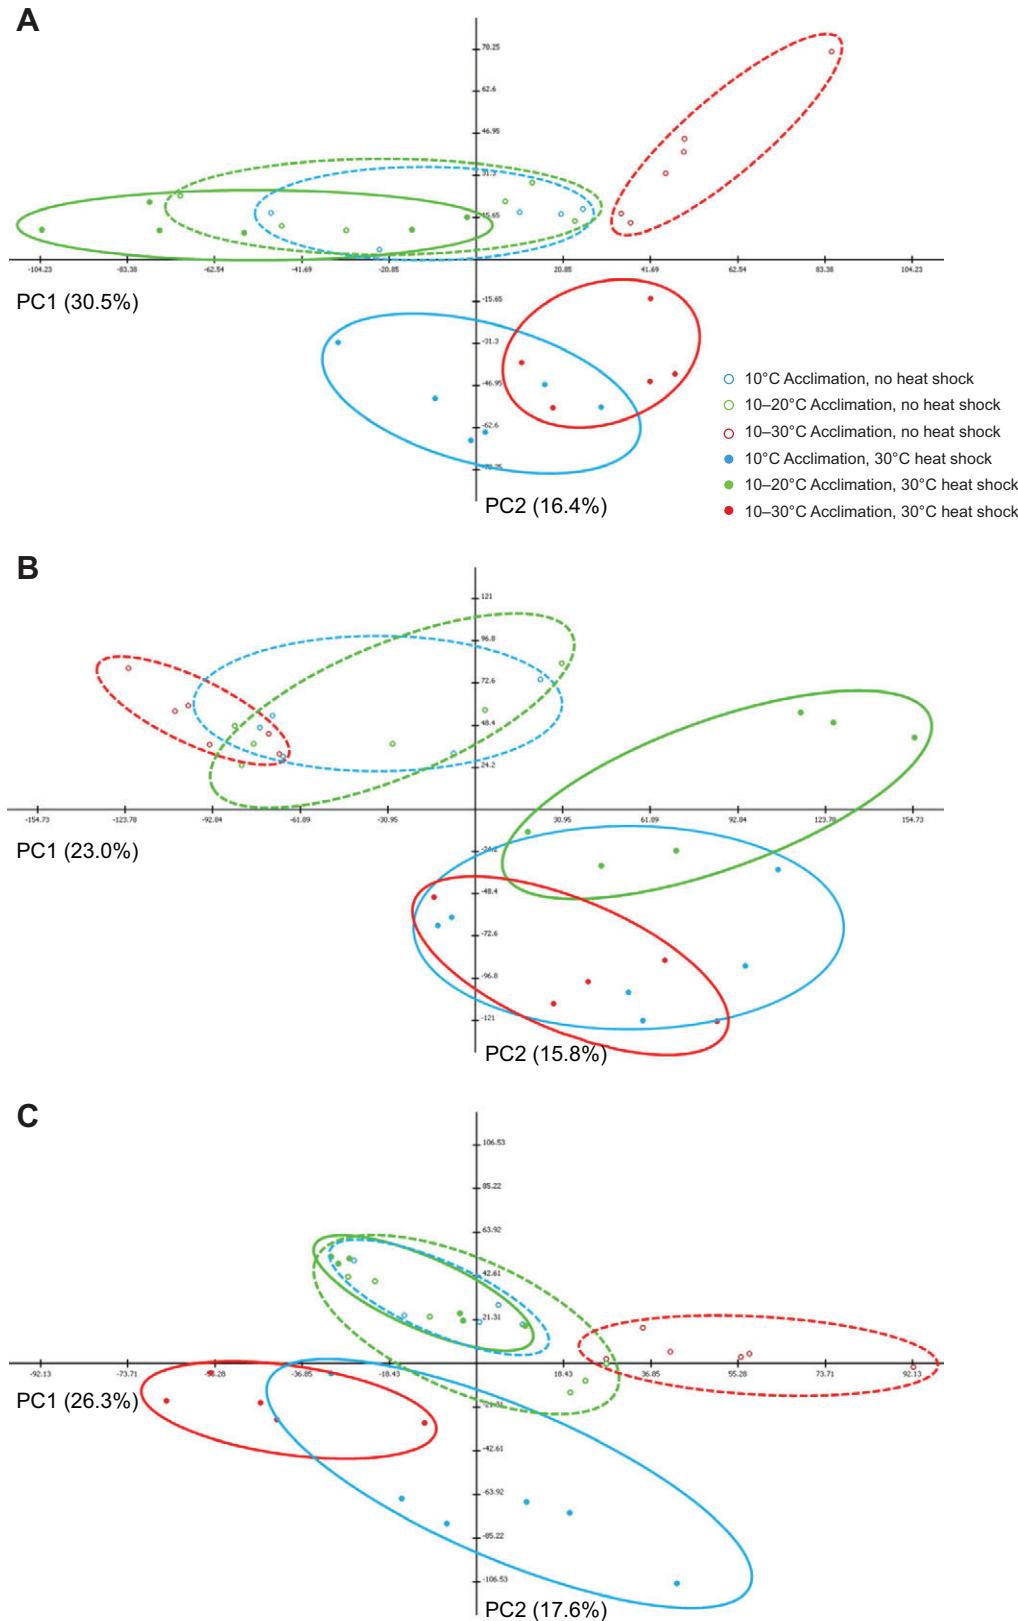 A
70.25
62.6
46.95
31.3
15.65
-104.23 -83.38 -62.54 -41.69 -20.85 20.85 41.69 62.54 83.38 104.23
PC1 (30.5%)
-15.65
-31.3
-46.95
-62.6
PC2 (16.4%)
10°C Acclimation, no heat shock
10–20°C Acclimation, no heat shock
10–30°C Acclimation, no heat shock
10°C Acclimation, 30°C heat shock
10–20°C Acclimation, 30°C heat shock
10–30°C Acclimation, 30°C heat shock
B
121
96.8
72.6
48.4
24.2
-154.73 -123.78 -92.84 -61.89 -30.95 30.95 61.89 92.84 123.78 154.73
PC1 (23.0%)
-24.2
-48.4
-72.6
-96.8
-121
PC2 (15.8%)
C
106.53
85.22
63.92
42.61
21.31
-92.13 -73.71 -36.85 -18.43 18.43 36.85 55.28 73.71 92.13
PC1 (26.3%)
-42.61
-63.92
-85.22
-106.53
PC2 (17.6%)